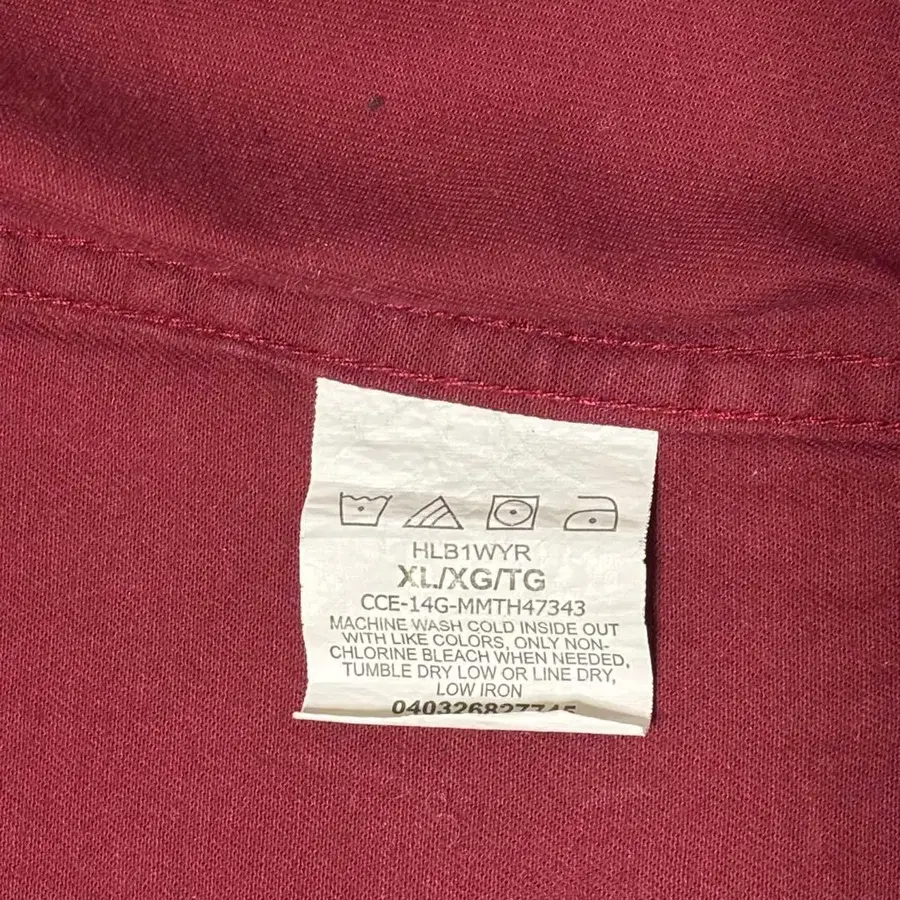 HLB1WYR
XL/XG/TG
CCE-14G-MMTH47343
MACHINE WASH COLD INSIDE OUT
WITH LIKE COLORS, ONLY NON-
CHLORINE BLEACH WHEN NEEDED,
TUMBLE DRY LOW OR LINE DRY,
LOW IRON
040326827745